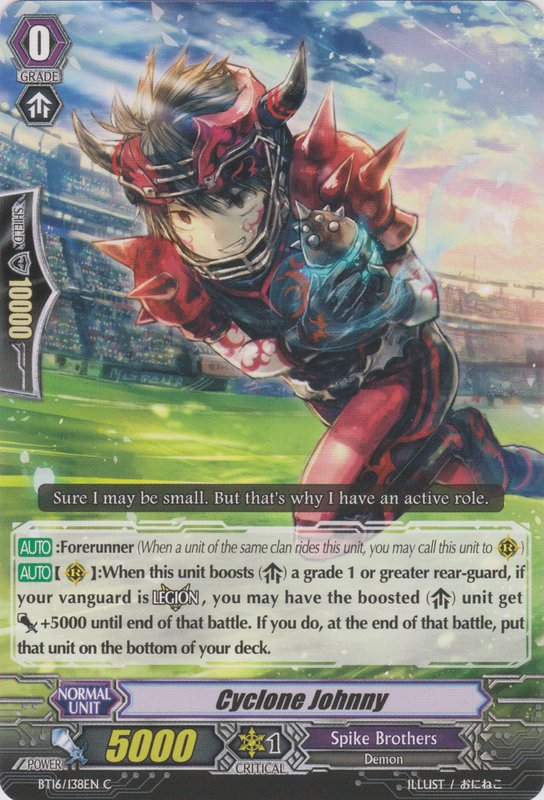 0
GRADE
SHIELD
10000
Sure I may be small. But that's why I have an active role.
AUTO :Forerunner (When a unit of the same clan rides this unit, you may call this unit to R)
AUTO【 R 】:When this unit boosts ( ) a grade 1 or greater rear-guard, if
your vanguard is LEGION , you may have the boosted ( ) unit get
+5000 until end of that battle. If you do, at the end of that battle, put
that unit on the bottom of your deck.
NORMAL
UNIT
Cyclone Johnny
POWER
5000
1
CRITICAL
Spike Brothers
Demon
BT16/138EN C
ILLUST / おにねこ